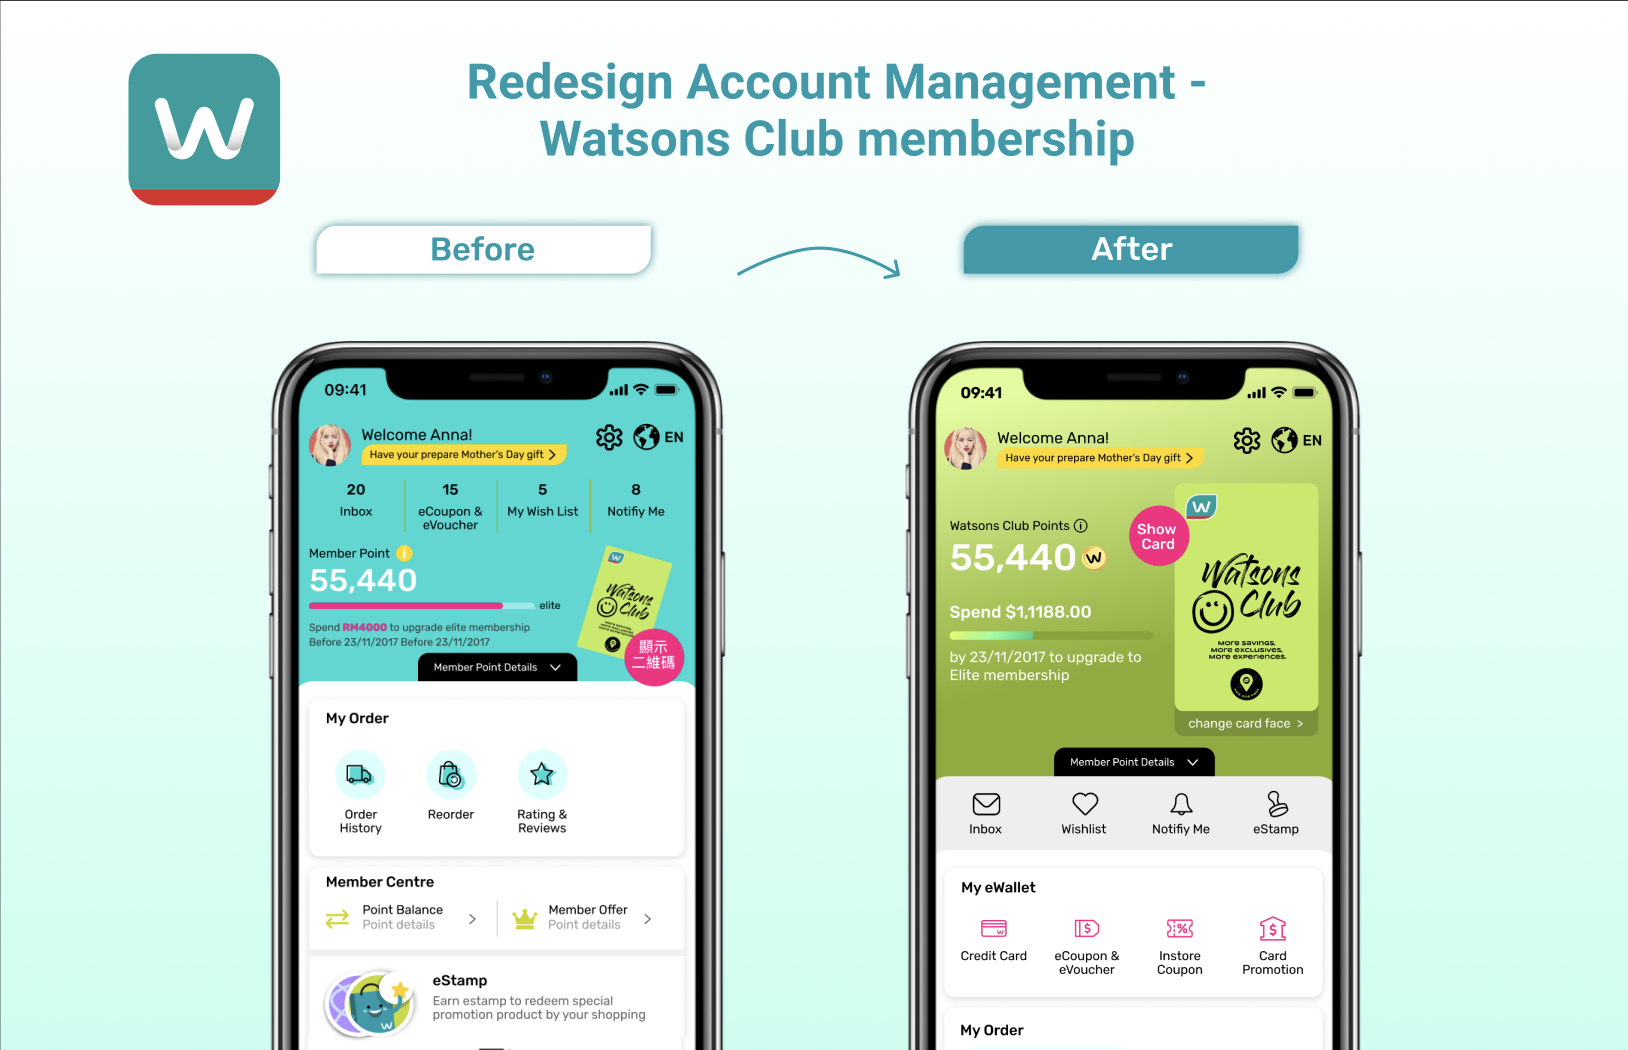 Redesign Account Management -
Watsons Club membership
Before
After
09:41
Welcome Anna!
Have your prepare Mother's Day gift >
EN
20
Inbox
15
eCoupon &
eVoucher
5
My Wish List
8
Notifiy Me
Member Point i
55,440
elite
Spend RM4000 to upgrade elite membership
Before 23/11/2017 Before 23/11/2017
W
Watsons
Club
顯示
二維碼
Member Point Details
My Order
Order
History
Reorder
Rating &
Reviews
Member Centre
Point Balance
Point details
Member Offer
Point details
eStamp
Earn estamp to redeem special
promotion product by your shopping
09:41
Welcome Anna!
Have your prepare Mother's Day gift >
EN
Watsons Club Points i
55,440 W
Show
Card
Spend $1,1188.00
by 23/11/2017 to upgrade to
Elite membership
W
Watsons
Club
MORE SAVINGS,
MORE EXCLUSIVES,
MORE EXPERIENCES.
change card face >
Member Point Details
Inbox
Wishlist
Notifiy Me
eStamp
My eWallet
Credit Card
eCoupon &
eVoucher
Instore
Coupon
Card
Promotion
My Order